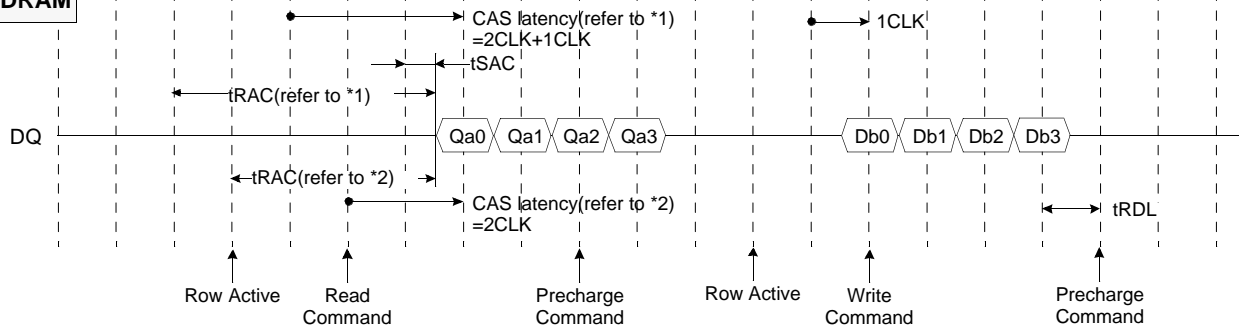 DRAM
CAS latency(refer to *1)
=2CLK+1CLK
1CLK
tSAC
tRAC(refer to *1)
DQ
Qa0 Qa1 Qa2 Qa3 Db0 Db1 Db2 Db3
tRAC(refer to *2)
CAS latency(refer to *2)
=2CLK
tRDL
Row Active
Read
Command
Precharge
Command
Row Active
Write
Command
Precharge
Command